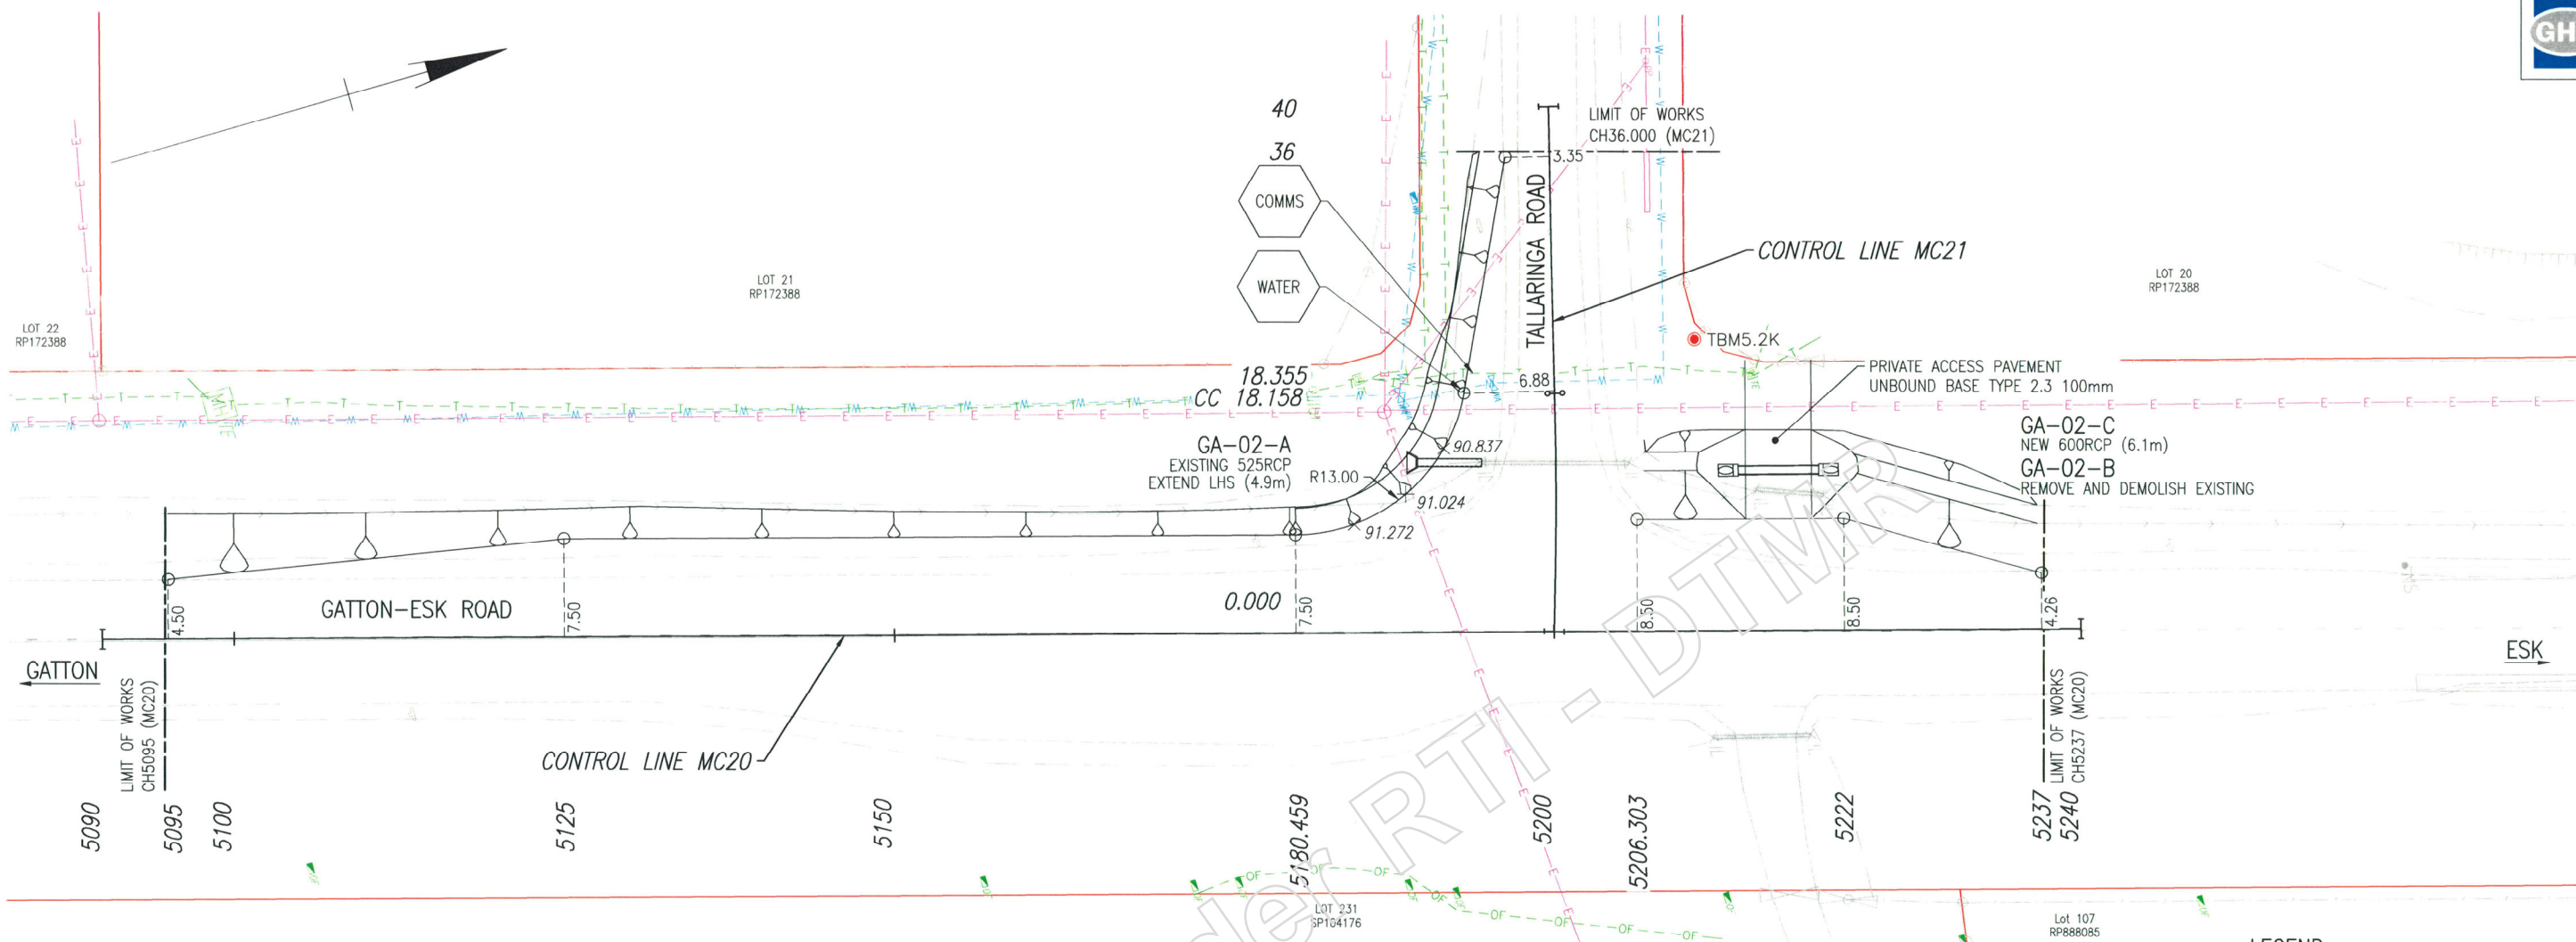 GH
40
36
COMMS
WATER
LIMIT OF WORKS
CH36.000 (MC21)
3.35
TALLARINGA ROAD
CONTROL LINE MC21
LOT 21
RP172388
LOT 20
RP172388
LOT 22
RP172388
TBM5.2K
PRIVATE ACCESS PAVEMENT
UNBOUND BASE TYPE 2.3 100mm
18.355
CC 18.158
6.88
GA-02-A
EXISTING 525RCP
EXTEND LHS (4.9m)
R13.00
90.837
91.024
91.272
GA-02-C
NEW 600RCP (6.1m)
GA-02-B
REMOVE AND DEMOLISH EXISTING
GATTON-ESK ROAD
0.000
4.50
7.50
7.50
8.50
8.50
4.26
GATTON
ESK
LIMIT OF WORKS
CH5095 (MC20)
CONTROL LINE MC20
LIMIT OF WORKS
CH5237 (MC20)
5090
5095
5100
5125
5150
5180.459
5200
5206.303
5222
5237
5240
der RTI - DTMR
LOT 231
SP104176
Lot 107
RP888085